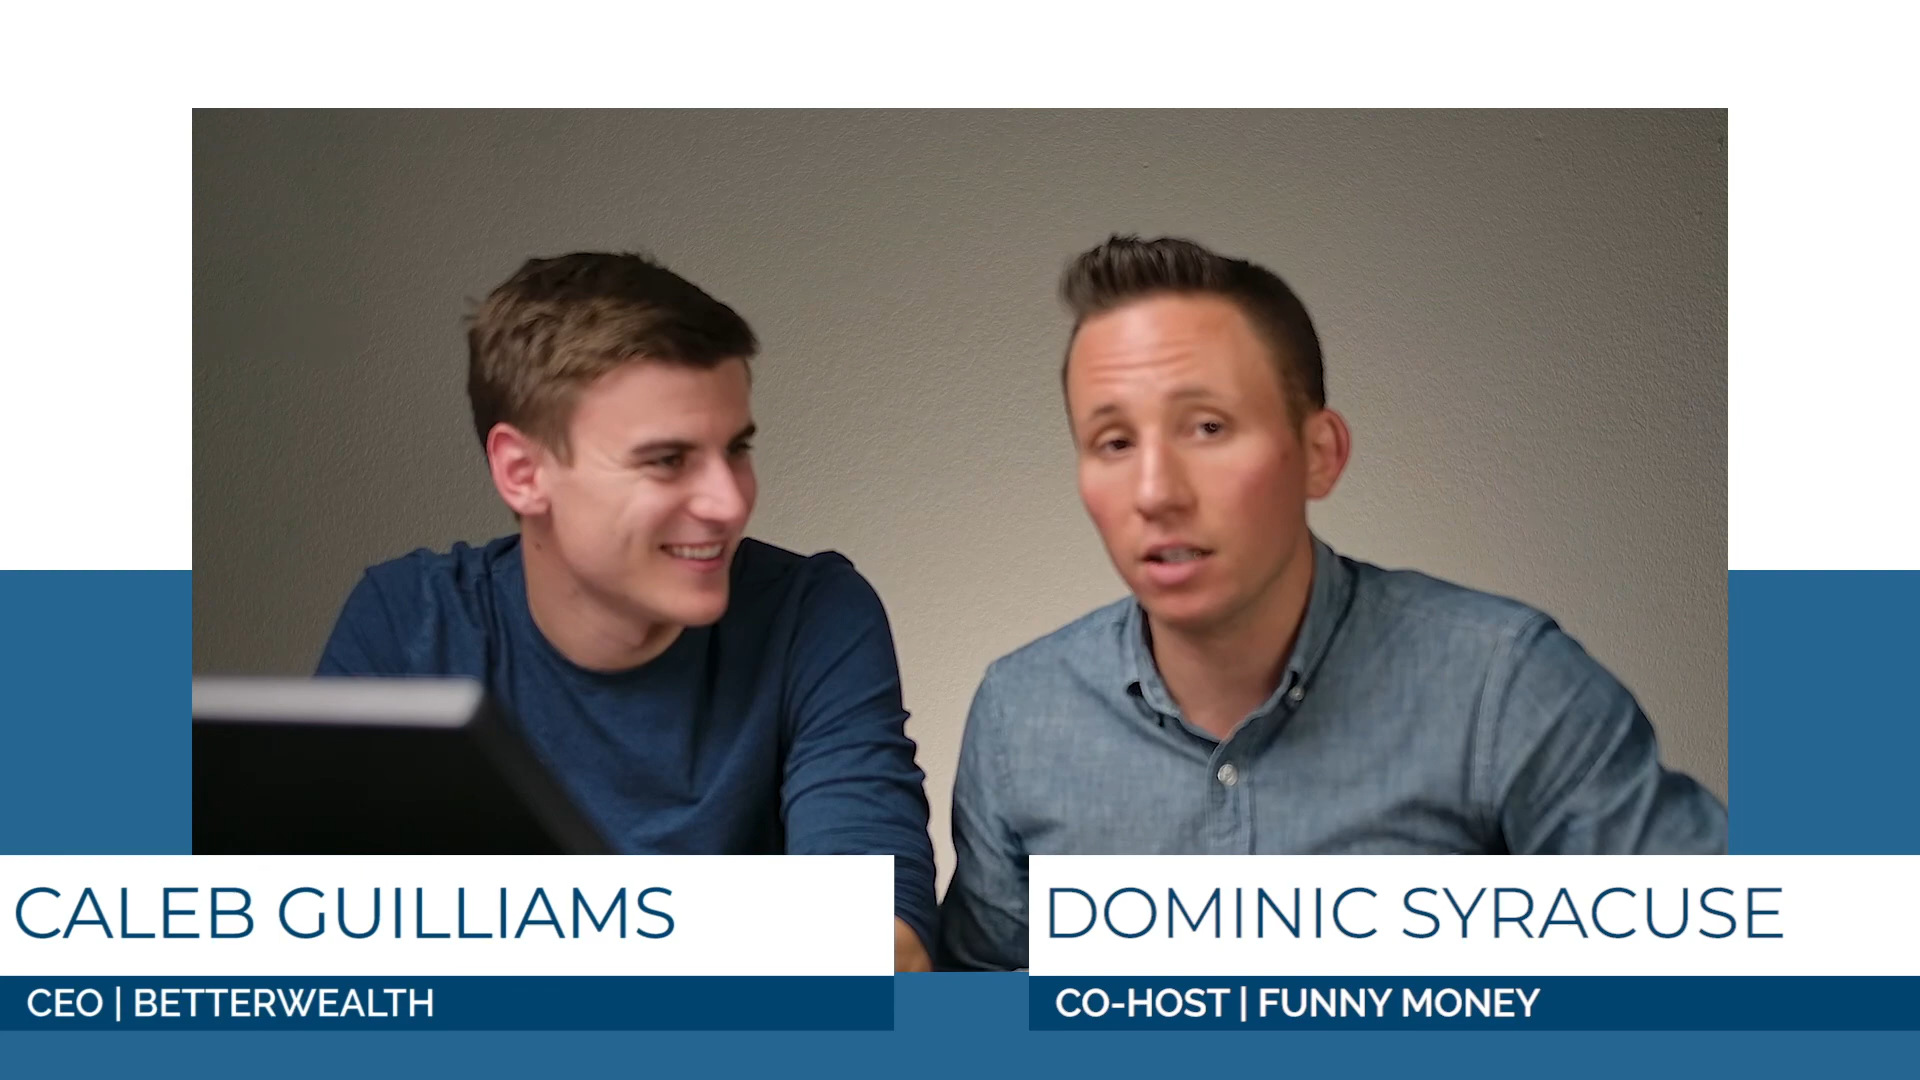 CALEB GUILLIAMS
CEO | BETTERWEALTH
DOMINIC SYRACUSE
CO-HOST | FUNNY MONEY